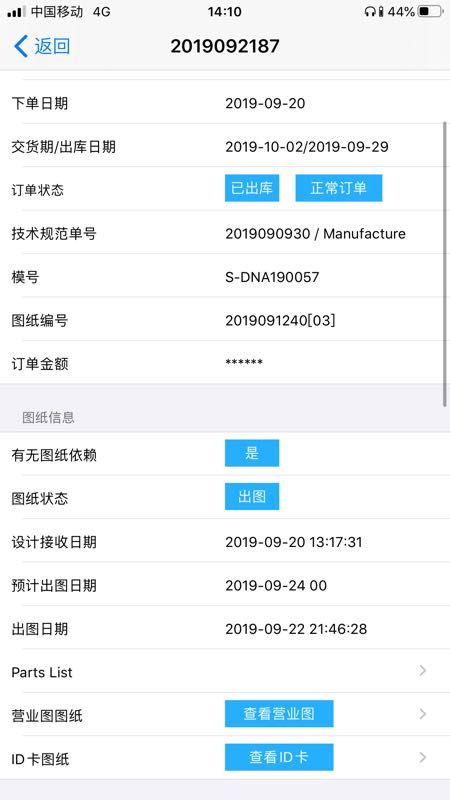 中国移动 4G 14:10 44%
返回 2019092187
下单日期 2019-09-20
交货期/出库日期 2019-10-02/2019-09-29
订单状态 已出库 正常订单
技术规范单号 2019090930 / Manufacture
模号 S-DNA190057
图纸编号 2019091240[03]
订单金额 ******
图纸信息
有无图纸依赖 是
图纸状态 出图
设计接收日期 2019-09-20 13:17:31
预计出图日期 2019-09-24 00
出图日期 2019-09-22 21:46:28
Parts List
营业图图纸 查看营业图
ID卡图纸 查看ID卡